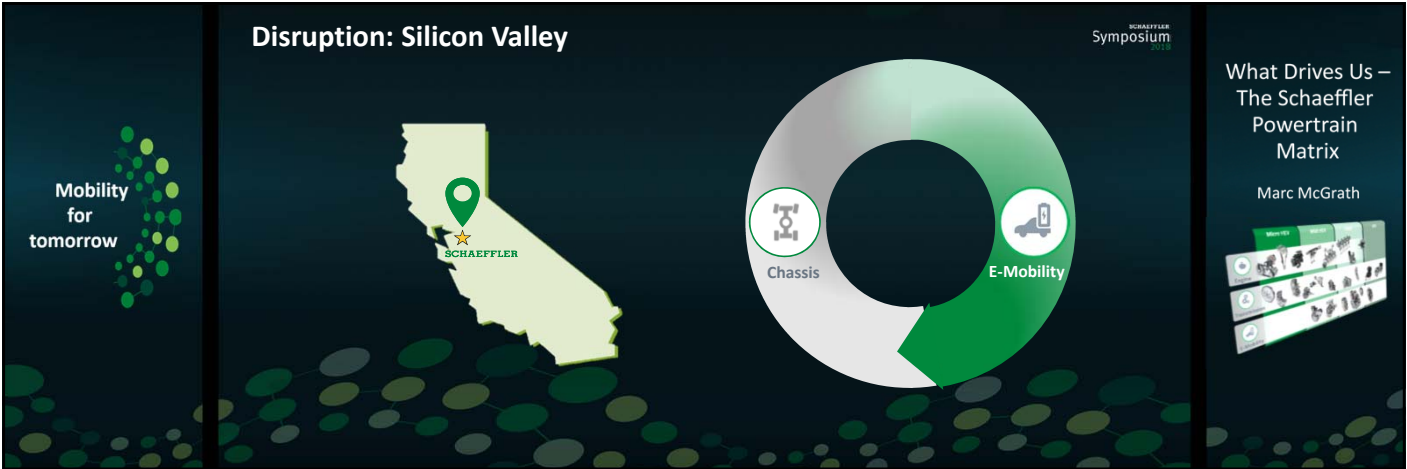 Mobility
for
tomorrow
Disruption: Silicon Valley
SCHAEFFLER
Symposium
2018
SCHAEFFLER
Chassis
E-Mobility
What Drives Us –
The Schaeffler
Powertrain
Matrix
Marc McGrath